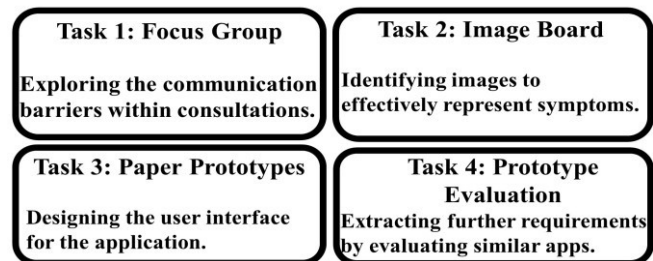 Task 1: Focus Group
Exploring the communication
barriers within consultations.
Task 2: Image Board
Identifying images to
effectively represent symptoms.
Task 3: Paper Prototypes
Designing the user interface
for the application.
Task 4: Prototype
Evaluation
Extracting further requirements
by evaluating similar apps.